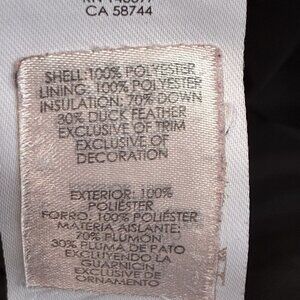 CA 58744
SHELL: 100% POLYESTER
LINING: 100% POLYESTER
INSULATION: 70% DOWN
30% DUCK FEATHER
EXCLUSIVE OF TRIM
EXCLUSIVE OF
DECORATION
EXTERIOR: 100%
POLIÉSTER
FORRO: 100% POLIÉSTER
MATERIA AISLANTE:
70% PLUMÓN
30% PLUMA DE PATO
EXCLUYENDO LA
GUARNICIN
EXCLUSIVE DE
ORNAMENTO